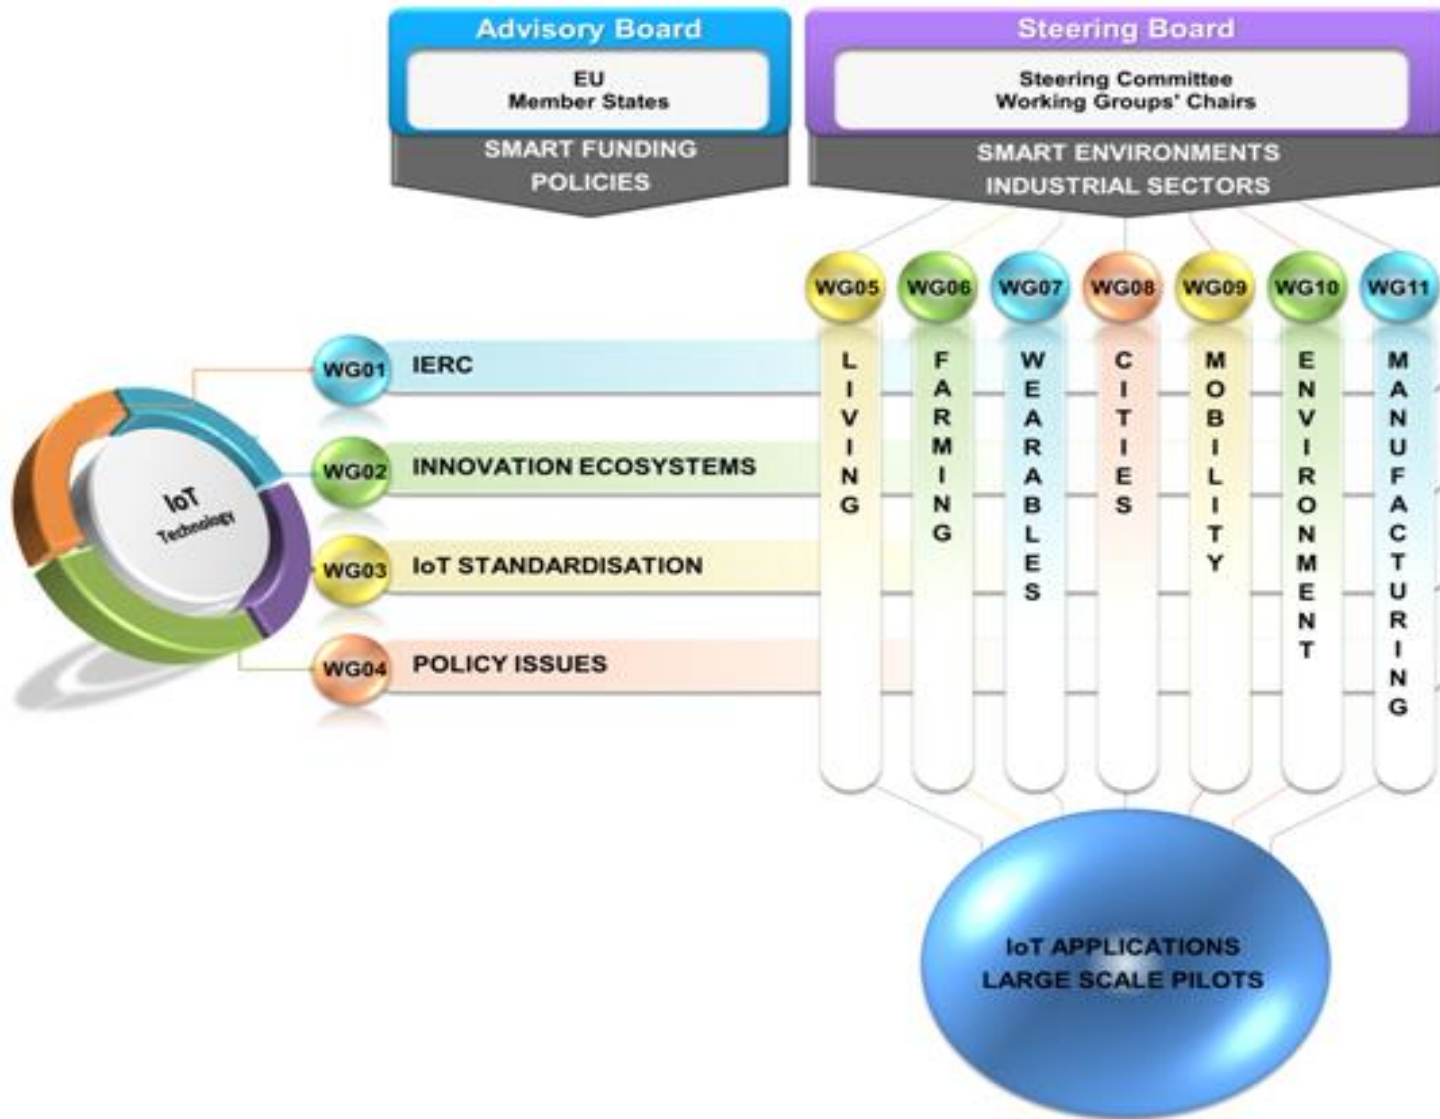 Advisory Board
EU
Member States
SMART FUNDING
POLICIES
Steering Board
Steering Committee
Working Groups' Chairs
SMART ENVIRONMENTS
INDUSTRIAL SECTORS
WG05
WG06
WG07
WG08
WG09
WG10
WG11
LIVING
FARMING
WEARABLES
CITIES
MOBILITY
ENVIRONMENT
MANUFACTURING
IoT
Technology
WG01
IERC
WG02
INNOVATION ECOSYSTEMS
WG03
IoT STANDARDISATION
WG04
POLICY ISSUES
IoT APPLICATIONS
LARGE SCALE PILOTS